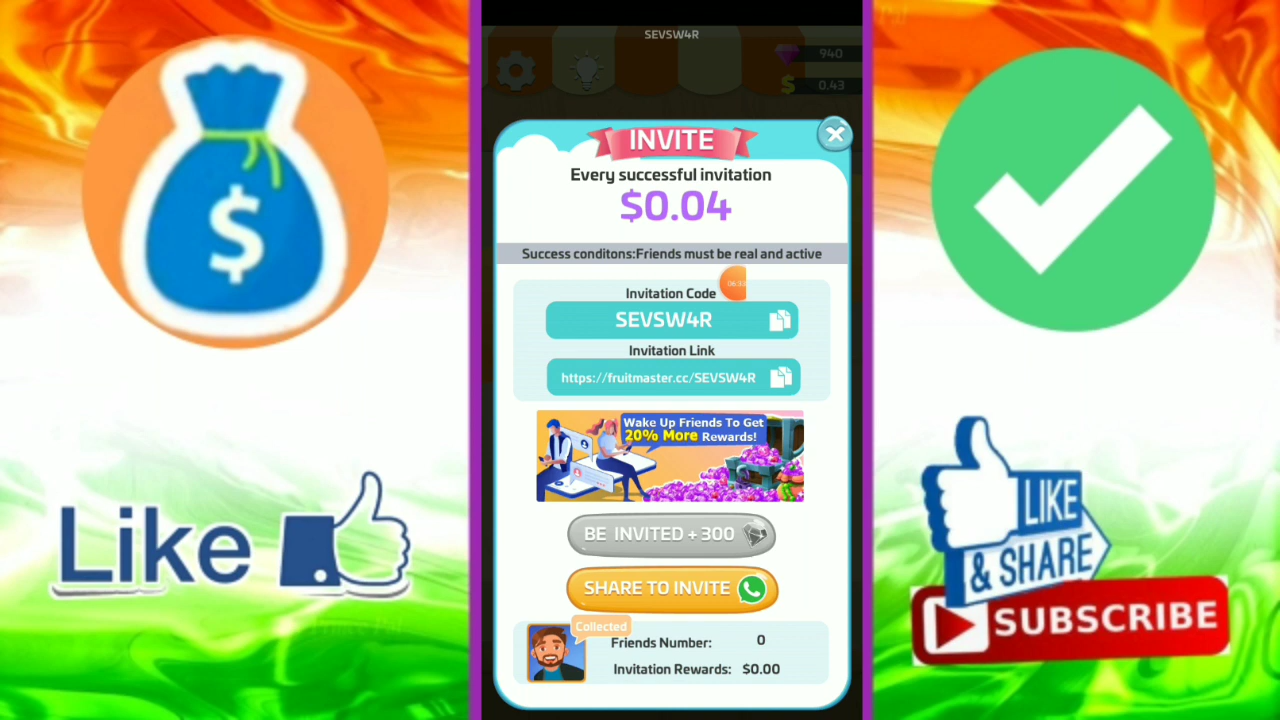 SEVSW4R
940
$ 0.43
INVITE
Every successful invitation
$0.04
Success conditons:Friends must be real and active
Invitation Code
SEVSW4R
Invitation Link
https://fruitmaster.cc/SEVSW4R
Wake Up Friends To Get
20% More Rewards!
BE INVITED + 300
SHARE TO INVITE
Collected
Friends Number: 0
Invitation Rewards: $0.00
$
Like
LIKE
& SHARE
SUBSCRIBE